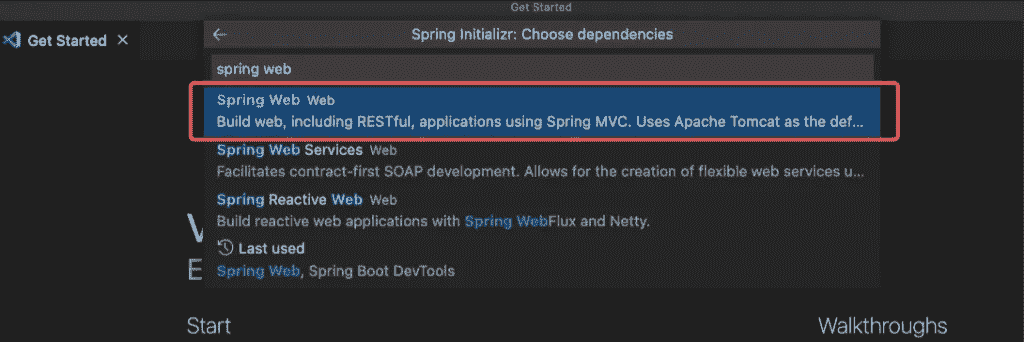 Get Started
Get Started
Spring Initializr: Choose dependencies
spring web
Spring Web Web
Build web, including RESTful, applications using Spring MVC. Uses Apache Tomcat as the def...
Spring Web Services Web
Facilitates contract-first SOAP development. Allows for the creation of flexible web services u...
Spring Reactive Web Web
Build reactive web applications with Spring WebFlux and Netty.
Last used
Spring Web, Spring Boot DevTools
V
E
Start
Walkthroughs